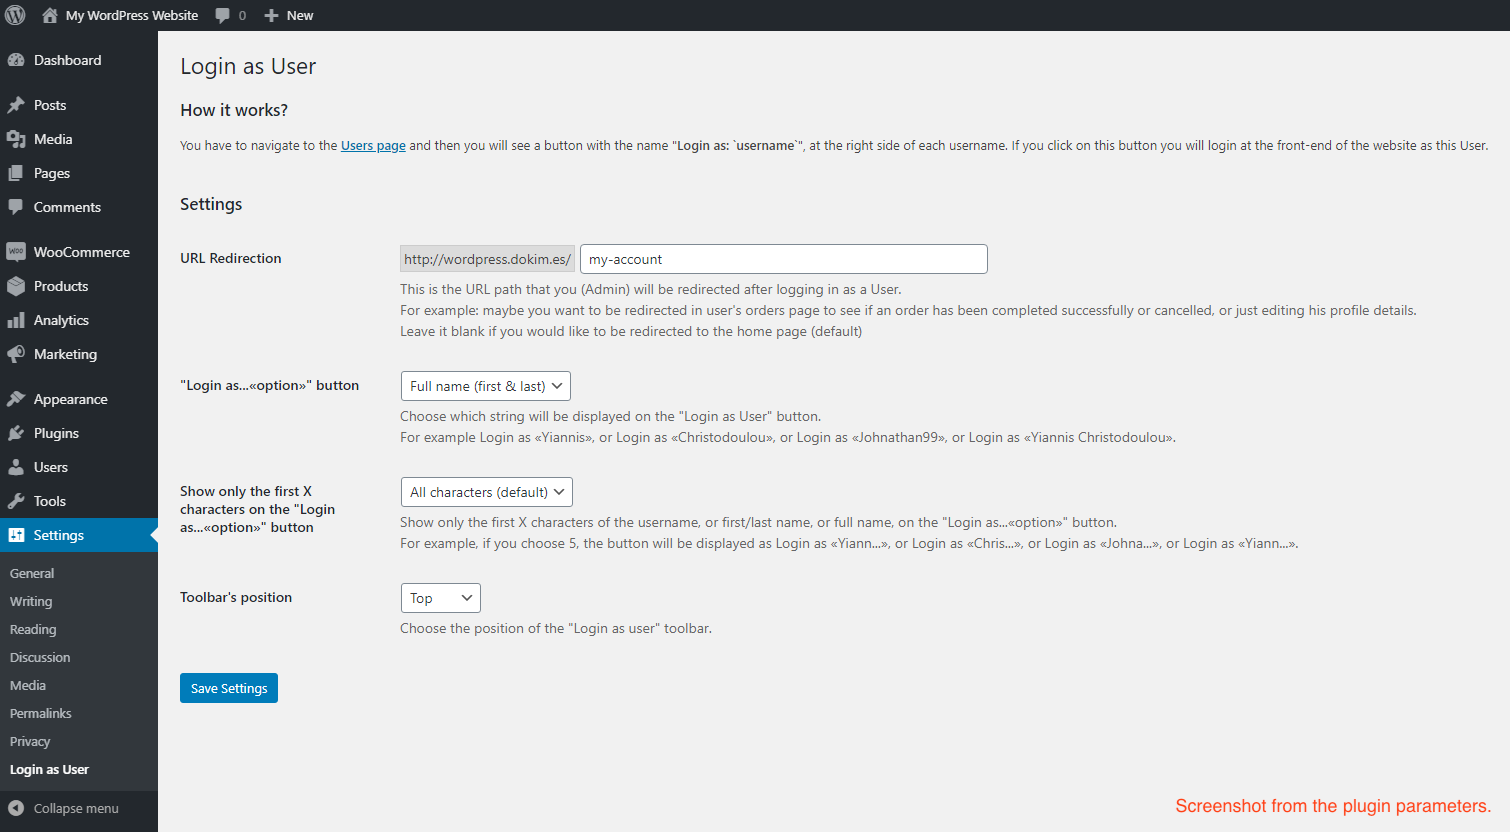 My WordPress Website 0 New
Dashboard
Posts
Media
Pages
Comments
WOO WooCommerce
Products
Analytics
Marketing
Appearance
Plugins
Users
Tools
Settings
General
Writing
Reading
Discussion
Media
Permalinks
Privacy
Login as User
Collapse menu
Login as User
How it works?
You have to navigate to the Users page and then you will see a button with the name "Login as: `username`", at the right side of each username. If you click on this button you will login at the front-end of the website as this User.
Settings
URL Redirection
http://wordpress.dokim.es/ my-account
This is the URL path that you (Admin) will be redirected after logging in as a User.
For example: maybe you want to be redirected in user's orders page to see if an order has been completed successfully or cancelled, or just editing his profile details.
Leave it blank if you would like to be redirected to the home page (default)
"Login as...«option»" button
Full name (first & last)
Choose which string will be displayed on the "Login as User" button.
For example Login as «Yiannis», or Login as «Christodoulou», or Login as «Johnathan99», or Login as «Yiannis Christodoulou».
Show only the first X
characters on the "Login
as...«option»" button
All characters (default)
Show only the first X characters of the username, or first/last name, or full name, on the "Login as...«option»" button.
For example, if you choose 5, the button will be displayed as Login as «Yiann...», or Login as «Chris...», or Login as «Johna...», or Login as «Yiann...».
Toolbar's position
Top
Choose the position of the "Login as user" toolbar.
Save Settings
Screenshot from the plugin parameters.